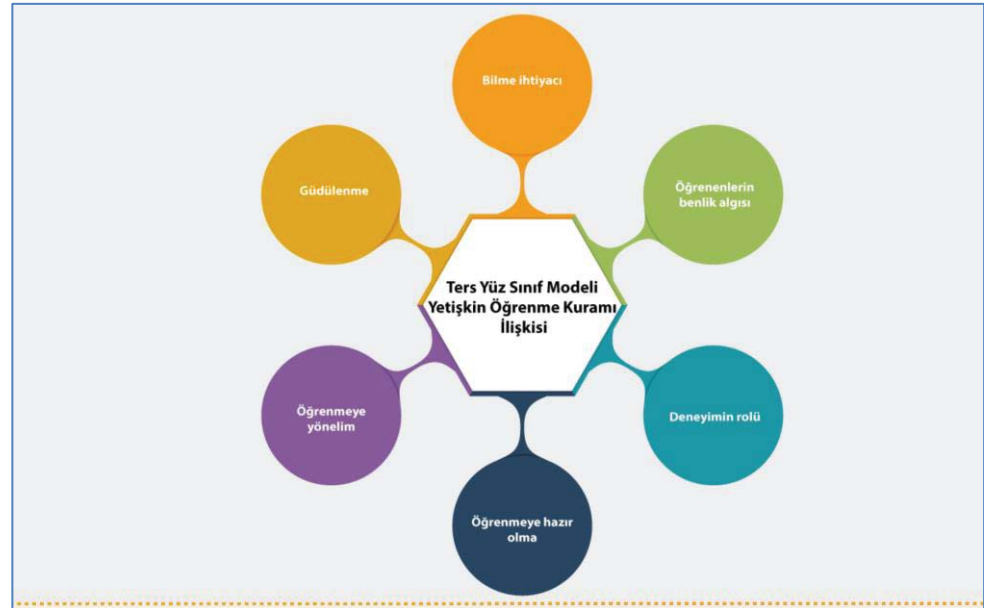 Bilme ihtiyacı
Öğrenenlerin
benlik algısı
Deneyimin rolü
Öğrenmeye hazır
olma
Öğrenmeye
yönelim
Güdülenme
Ters Yüz Sınıf Modeli
Yetişkin Öğrenme Kuramı
İlişkisi